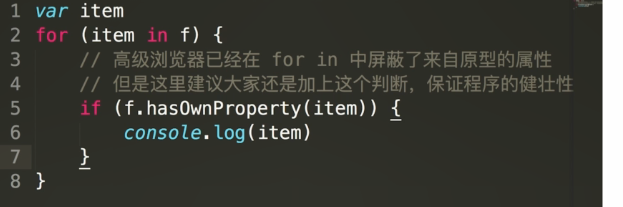 1 var item
2 for (item in f) {
3     // 高级浏览器已经在 for in 中屏蔽了来自原型的属性
4     // 但是这里建议大家还是加上这个判断，保证程序的健壮性
5     if (f.hasOwnProperty(item)) {
6         console.log(item)
7     }
8 }